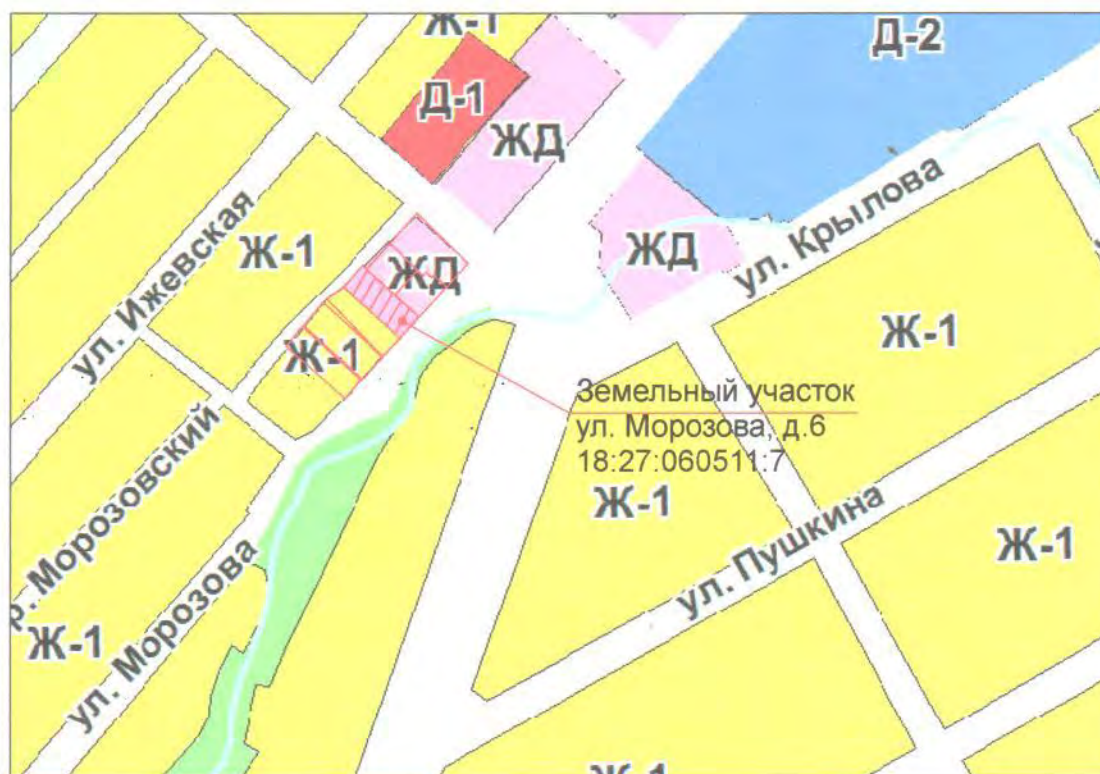 Ж-1
Д-2
Д-1
ЖД
ул. Крылова
ЖД
ул. Ижевская
Ж-1
ЖД
Ж-1
Ж-1
Земельный участок
ул. Морозова, д.6
18:27:060511:7
Ж-1
р. Морозовский
ул. Пушкина
Ж-1
ул. Морозова
Ж-1
Ж-1